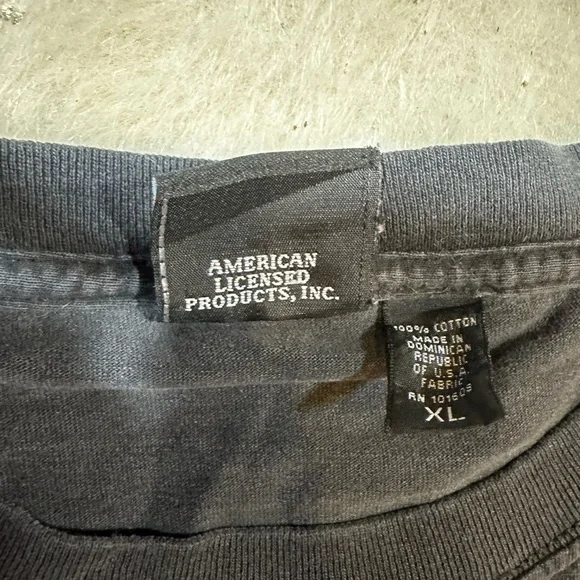 AMERICAN
LICENSED
PRODUCTS, INC.
100% COTTON
MADE IN
DOMINICAN
REPUBLIC
OF U.S.A.
FABRIC
RN 101608
XL